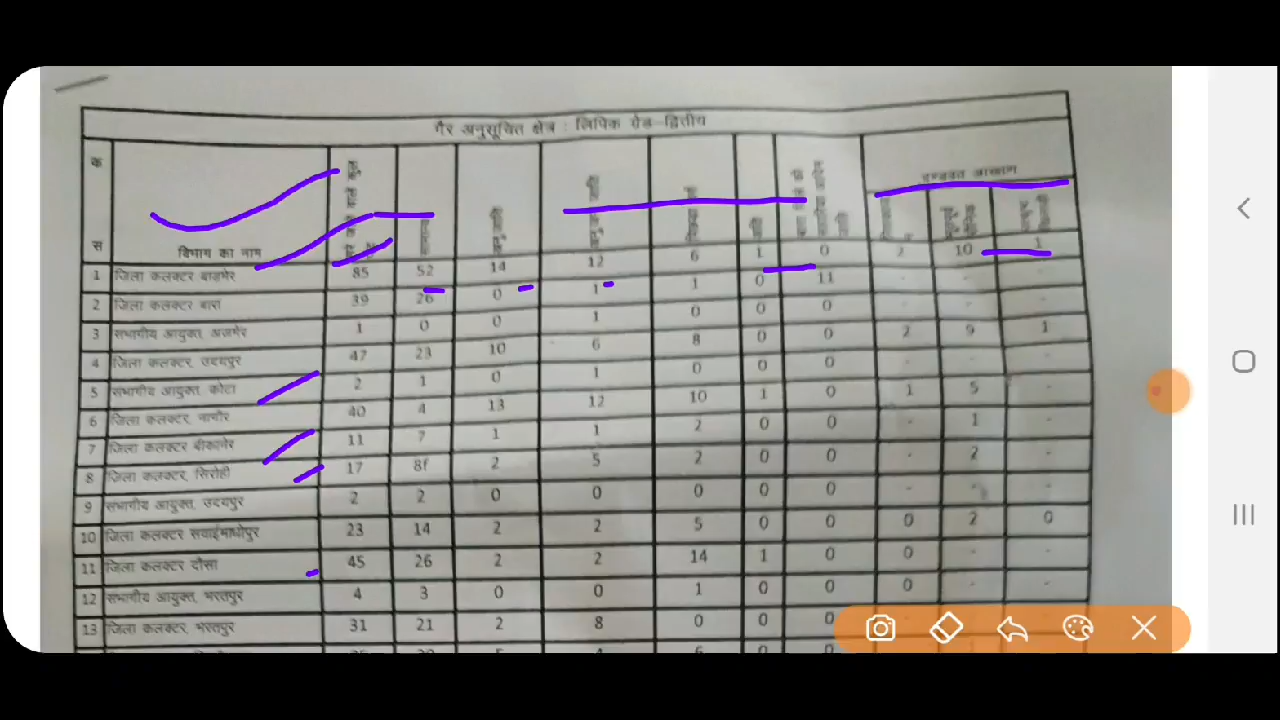 गैर अनुसूचित क्षेत्र : लिपिक ग्रेड-द्वितीय
क
स
विभाग का नाम
अनु जाति
जाति
1 जिला कलक्टर बाडमेर 85 52 14 12 6 1 0 2 10 1
2 जिला कलक्टर बारा 39 26 0 1 1 0 11 - - -
3 सभागीय आयुक्त, अजमेर 1 0 0 1 0 0 0 - - -
4 जिला कलक्टर, उदयपुर 47 23 10 6 8 0 0 2 9 1
5 सभागीय आयुक्त, कोटा 2 1 0 1 0 0 0 - - -
6 जिला कलक्टर, नागौर 40 4 13 12 10 1 0 1 5 -
7 जिला कलक्टर बीकानेर 11 7 1 1 2 0 0 - 1 -
8 जिला कलक्टर, सिरोही 17 8f 2 5 2 0 0 - 2 -
9 सभागीय आयुक्त, उदयपुर 2 2 0 0 0 0 0 - - -
10 जिला कलक्टर सवाईमाधोपुर 23 14 2 2 5 0 0 0 2 0
11 जिला कलक्टर दौसा 45 26 2 2 14 1 0 0 - -
12 सभागीय आयुक्त, भरतपुर 4 3 0 0 1 0 0 0 - -
13 जिला कलक्टर, भरतपुर 31 21 2 8 0 0 0